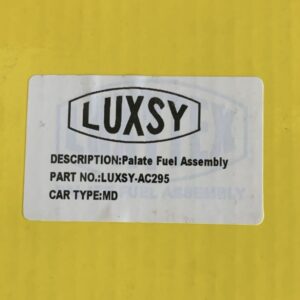 LUXSY
DESCRIPTION:Palate Fuel Assembly
PART NO.:LUXSY-AC295
CAR TYPE:MD